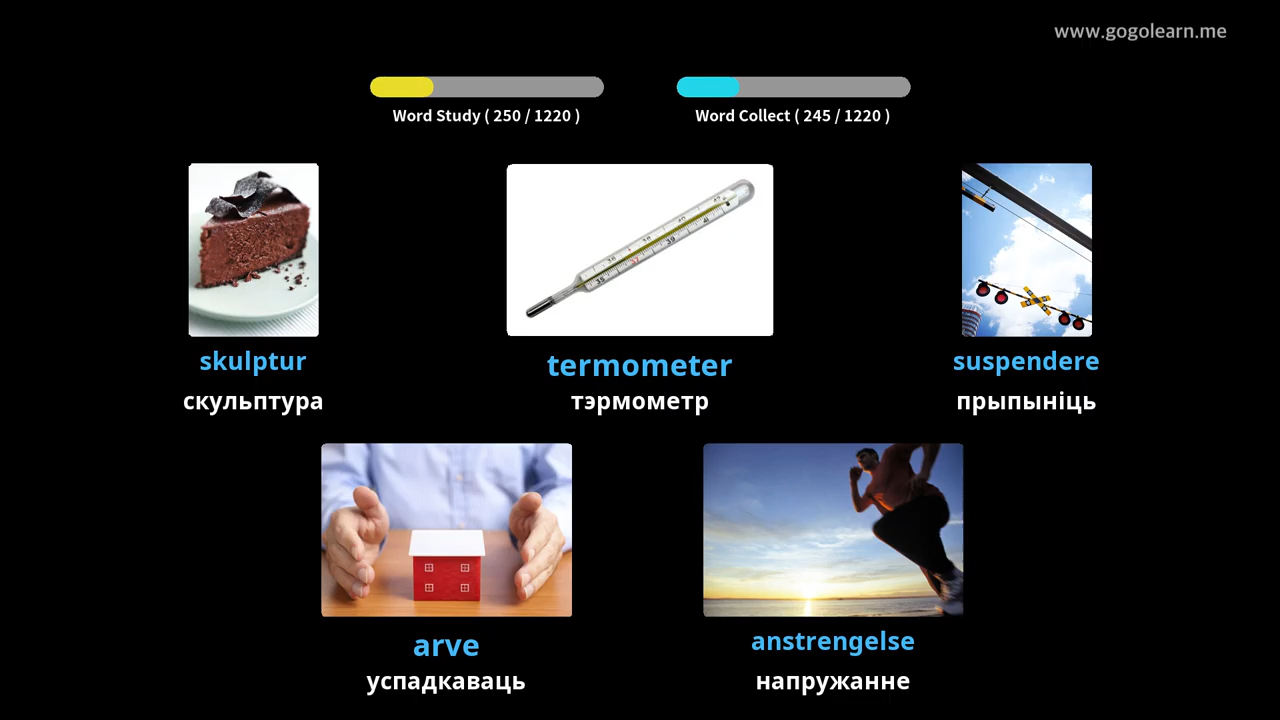 www.gogolearn.me
Word Study ( 250 / 1220 )
Word Collect ( 245 / 1220 )
skulptur
скульптура
termometer
тэрмометр
suspendere
прыпыніць
arve
успадкаваць
anstrengelse
напружанне